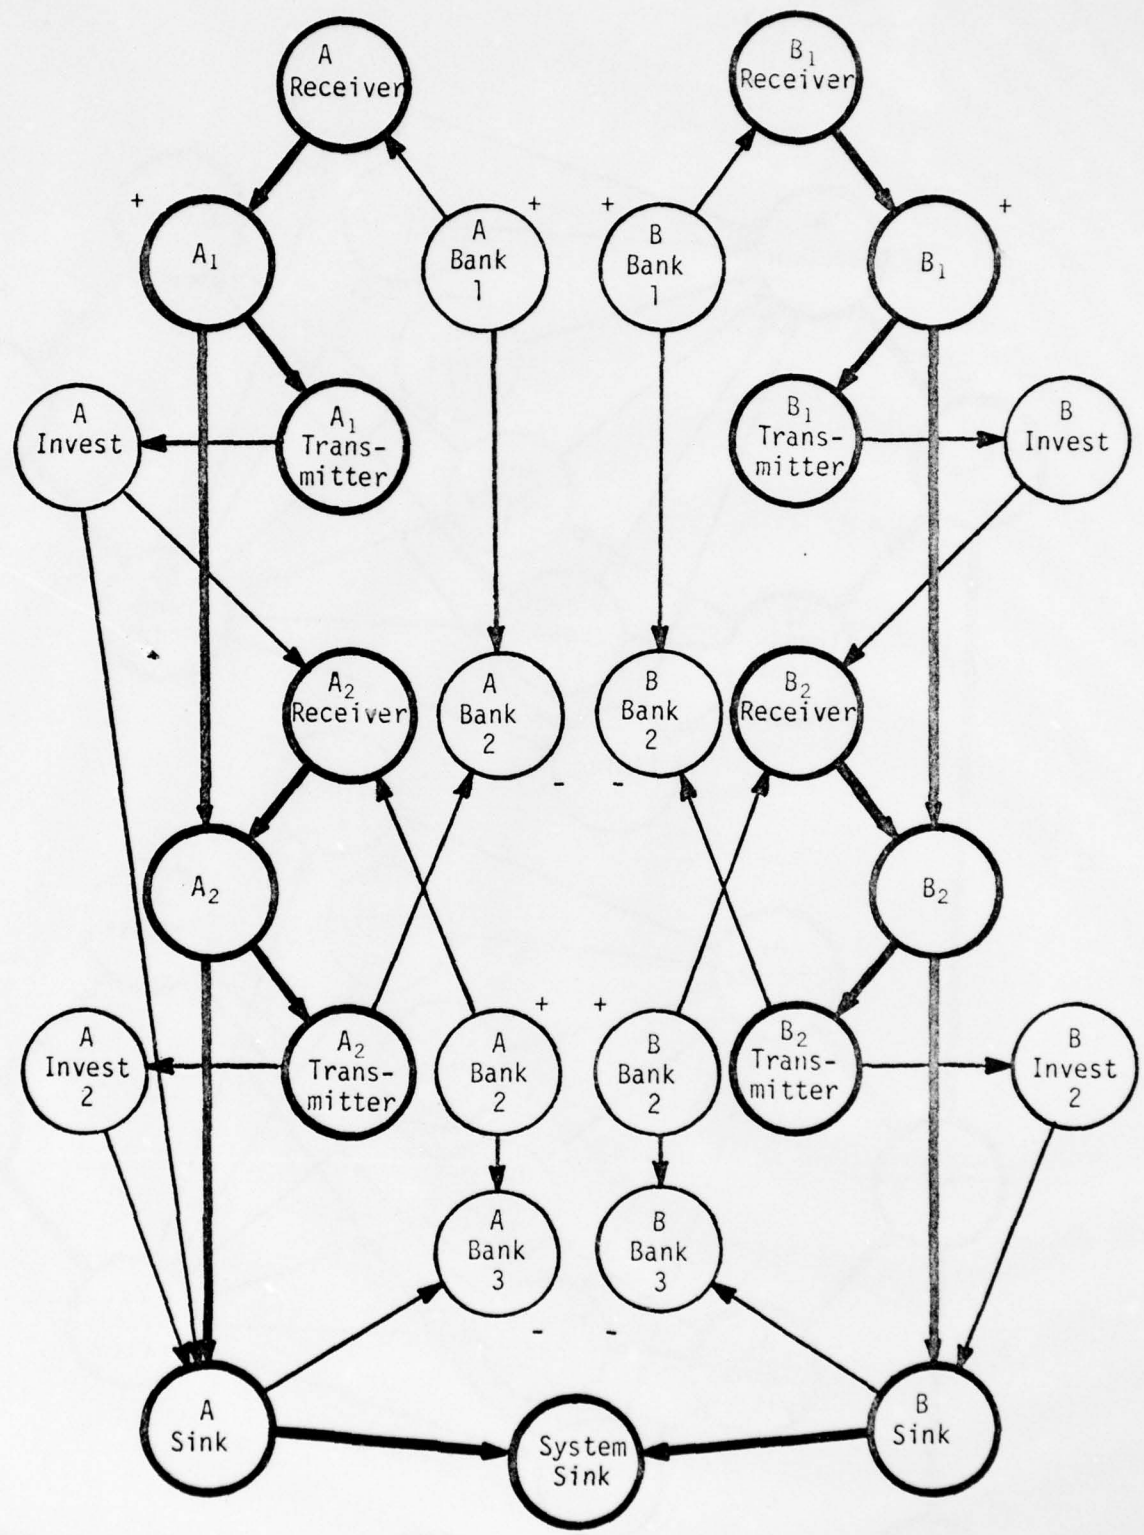 A
Receiver
B1
Receiver
+
A1
A
Bank
1
+
+
B
Bank
1
B1
+
A
Invest
A1
Trans-
mitter
B1
Trans-
mitter
B
Invest
A2
Receiver
A
Bank
2
-
B
Bank
2
-
B2
Receiver
A2
B2
A
Invest
2
A2
Trans-
mitter
A
Bank
2
+
+
B
Bank
2
B2
Trans-
mitter
B
Invest
2
A
Bank
3
-
B
Bank
3
-
A
Sink
System
Sink
B
Sink